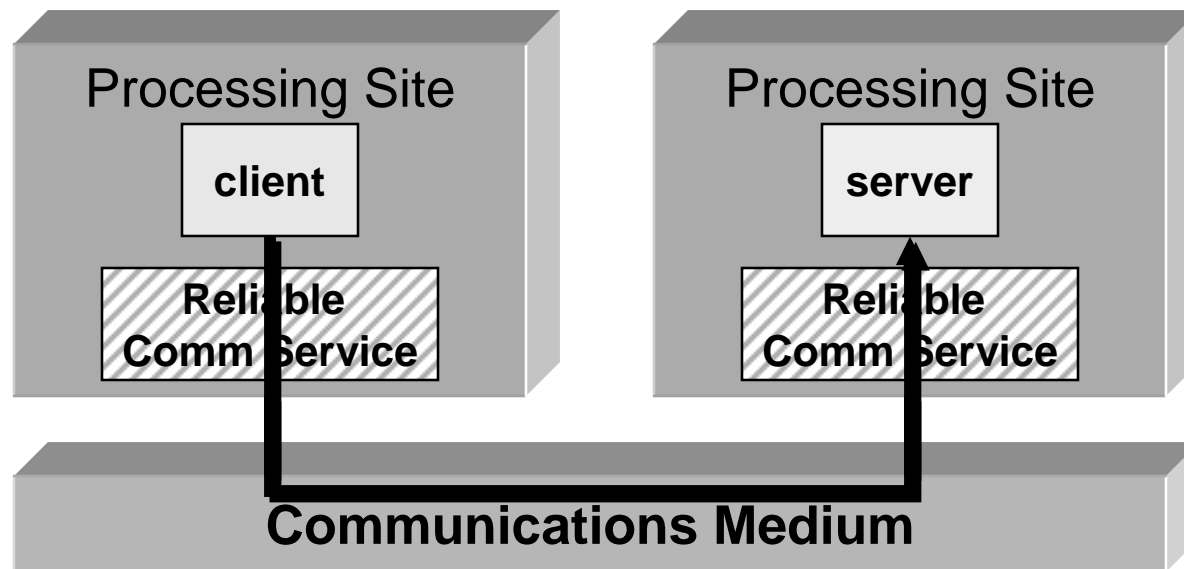 Processing Site
client
Reliable
Comm Service
Processing Site
server
Reliable
Comm Service
Communications Medium